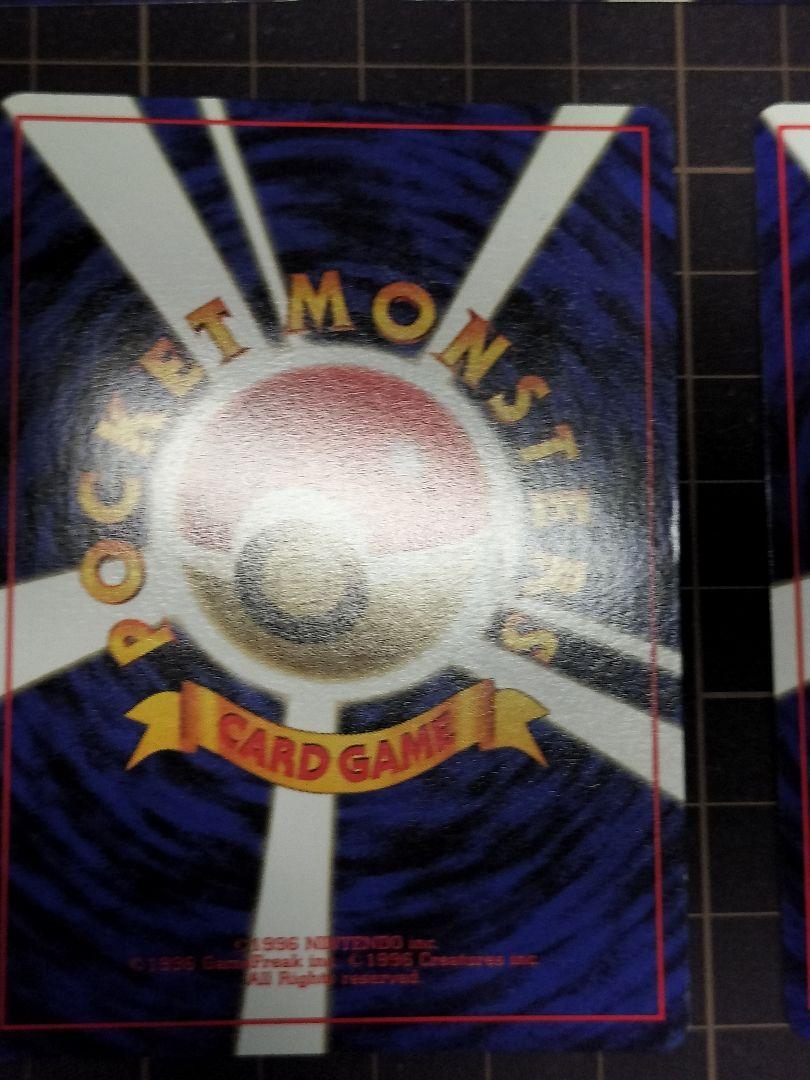 POCKET MONSTERS
CARD GAME
©1996 NINTENDO inc.
©1996 GameFreak inc. ©1996 Creatures inc.
All Rights reserved.